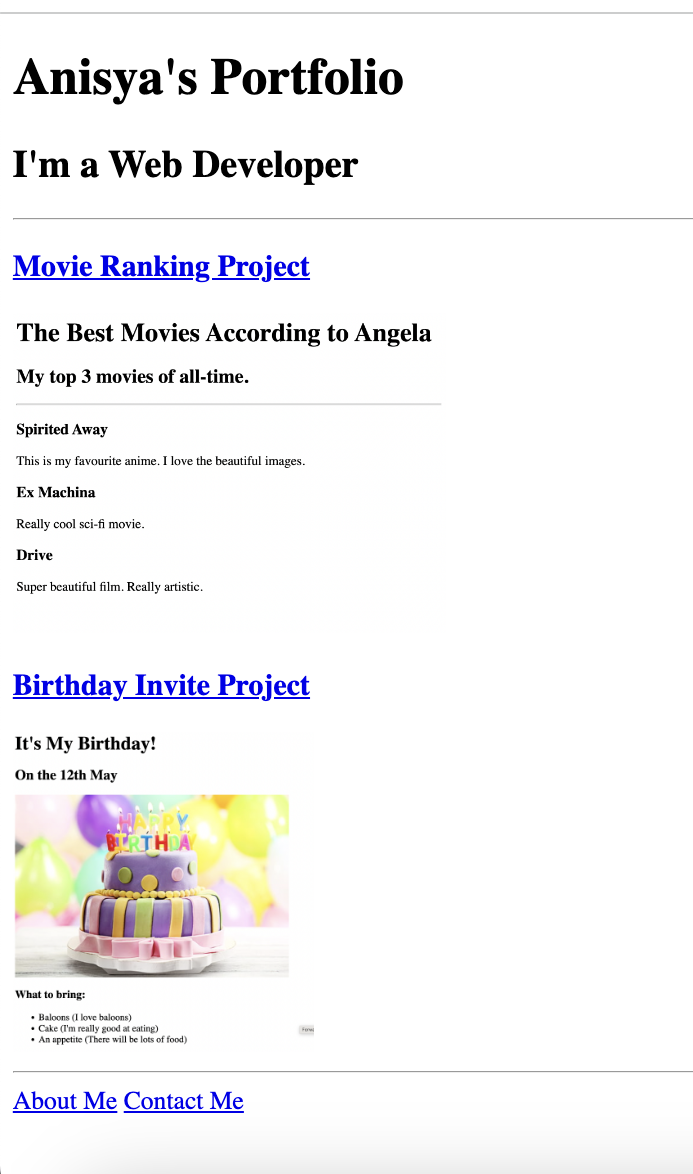 Anisya's Portfolio
I'm a Web Developer
Movie Ranking Project
The Best Movies According to Angela
My top 3 movies of all-time.
Spirited Away
This is my favourite anime. I love the beautiful images.
Ex Machina
Really cool sci-fi movie.
Drive
Super beautiful film. Really artistic.
Birthday Invite Project
It's My Birthday!
On the 12th May
HAPPY
BIRTHDAY
What to bring:
• Baloons (I love baloons)
• Cake (I'm really good at eating)
• An appetite (There will be lots of food)
About Me Contact Me